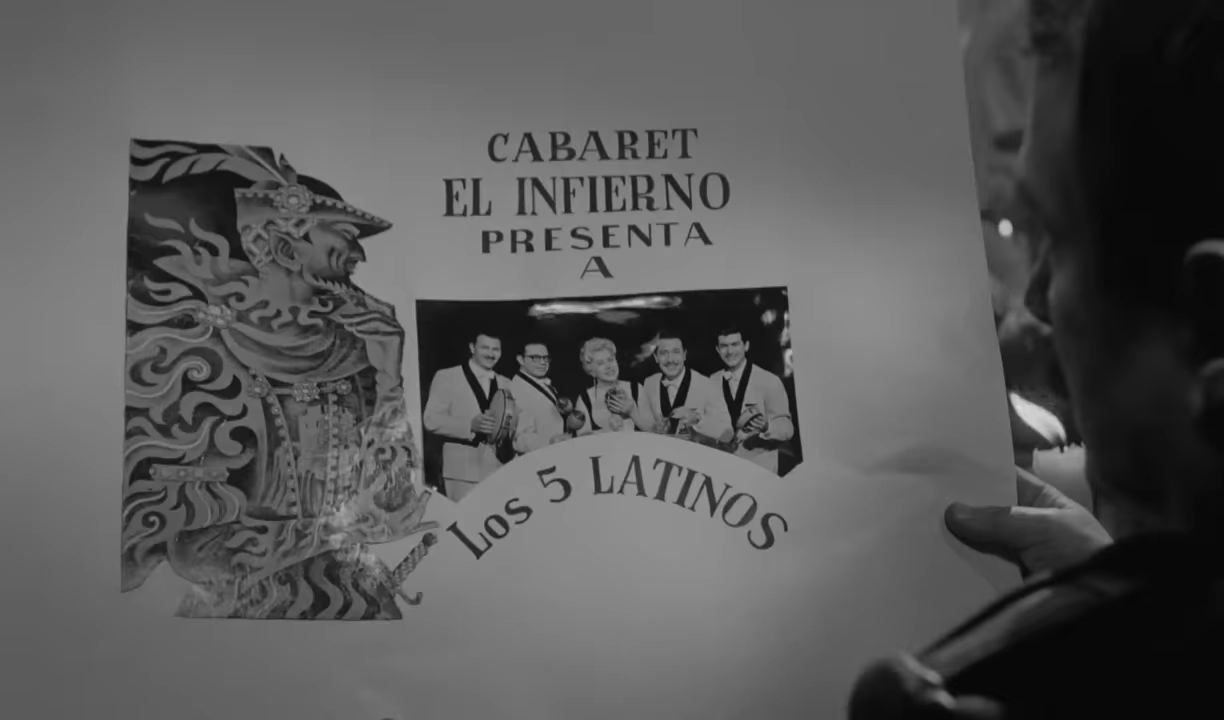 CABARET
EL INFIERNO
PRESENTA
A
LOS 5 LATINOS